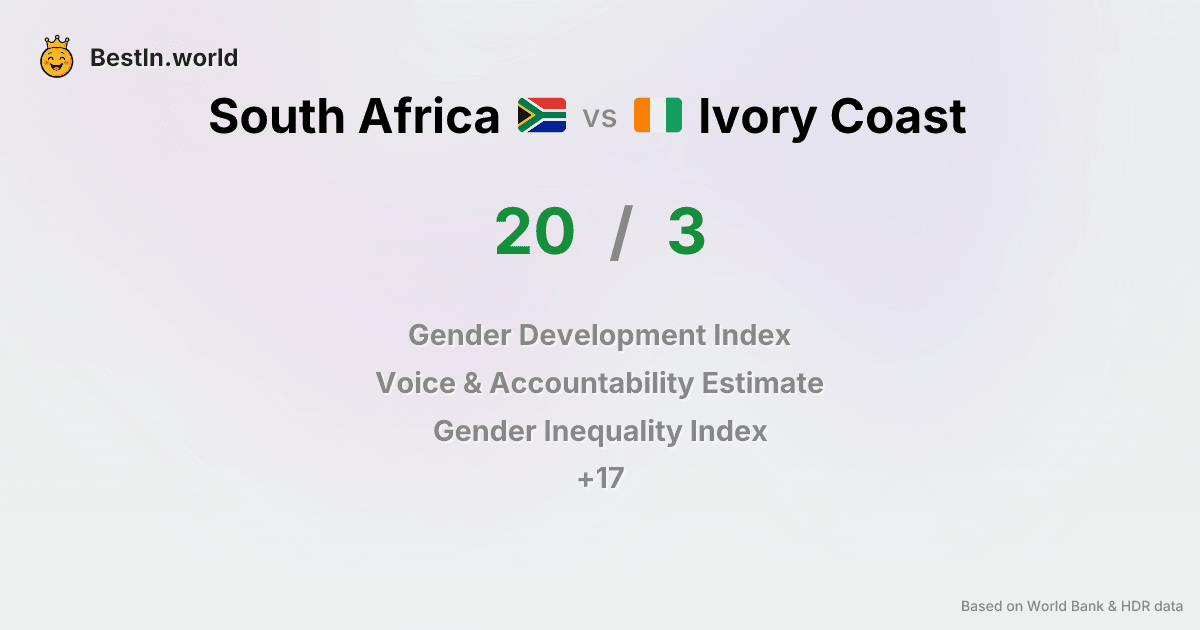 BestIn.world
South Africa vs Ivory Coast
20 / 3
Gender Development Index
Voice & Accountability Estimate
Gender Inequality Index
+17
Based on World Bank & HDR data